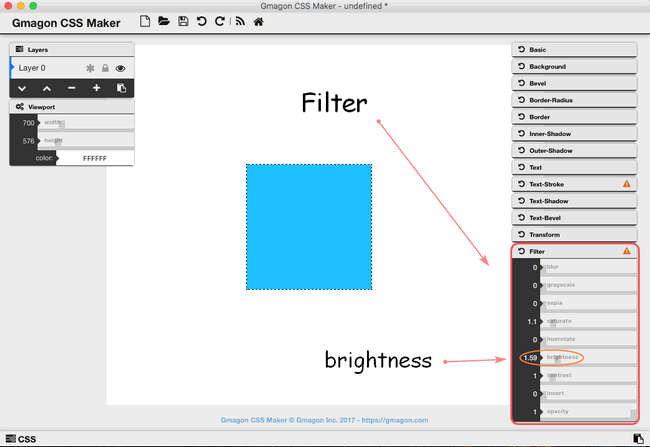 Gmagon CSS Maker - undefined *
Gmagon CSS Maker
Layers
Layer 0
Viewport
700 width
576 height
color: FFFFFF
Filter
brightness
Basic
Background
Bevel
Border-Radius
Border
Inner-Shadow
Outer-Shadow
Text
Text-Stroke
Text-Shadow
Text-Bevel
Transform
Filter
0 blur
0 grayscale
0 sepia
1.1 saturate
0 huerotate
1.59 brightness
1 contrast
0 invert
1 opacity
Gmagon CSS Maker © Gmagon Inc. 2017 - https://gmagon.com
CSS